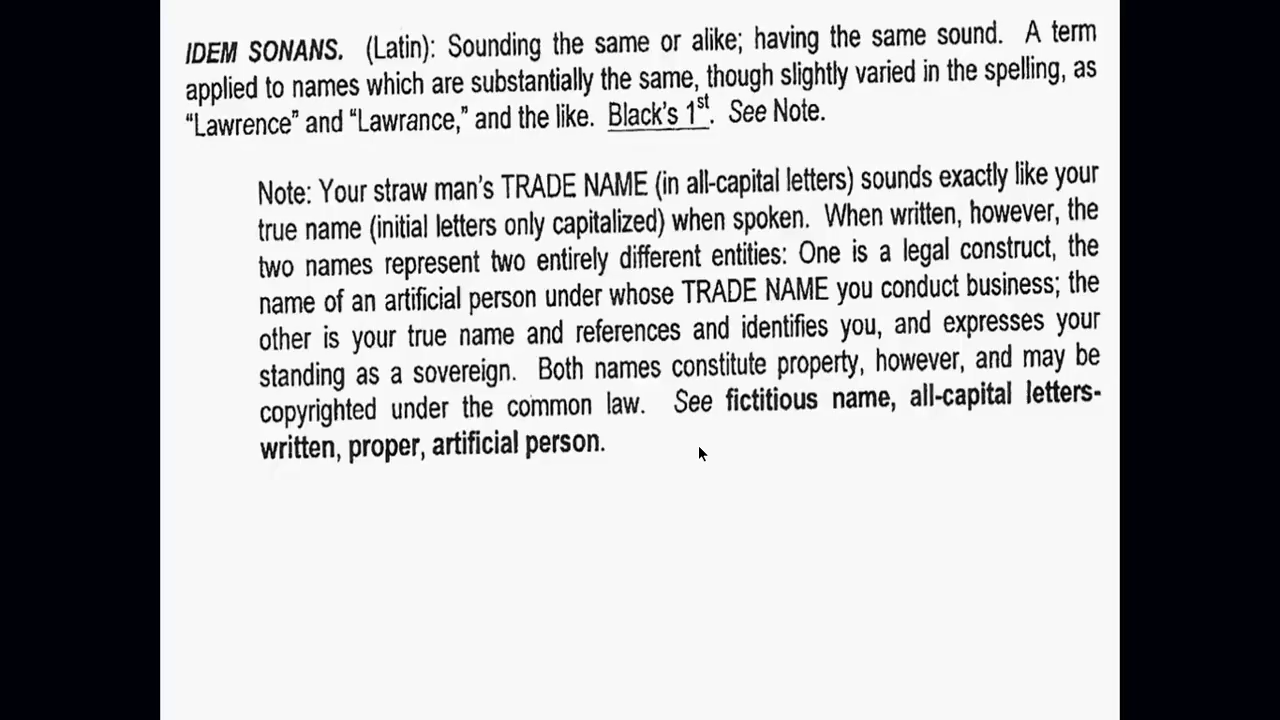 IDEM SONANS. (Latin): Sounding the same or alike; having the same sound. A term
applied to names which are substantially the same, though slightly varied in the spelling, as
“Lawrence” and “Lawrance,” and the like. Black's 1st. See Note.
Note: Your straw man's TRADE NAME (in all-capital letters) sounds exactly like your
true name (initial letters only capitalized) when spoken. When written, however, the
two names represent two entirely different entities: One is a legal construct, the
name of an artificial person under whose TRADE NAME you conduct business; the
other is your true name and references and identifies you, and expresses your
standing as a sovereign. Both names constitute property, however, and may be
copyrighted under the common law. See fictitious name, all-capital letters-
written, proper, artificial person.